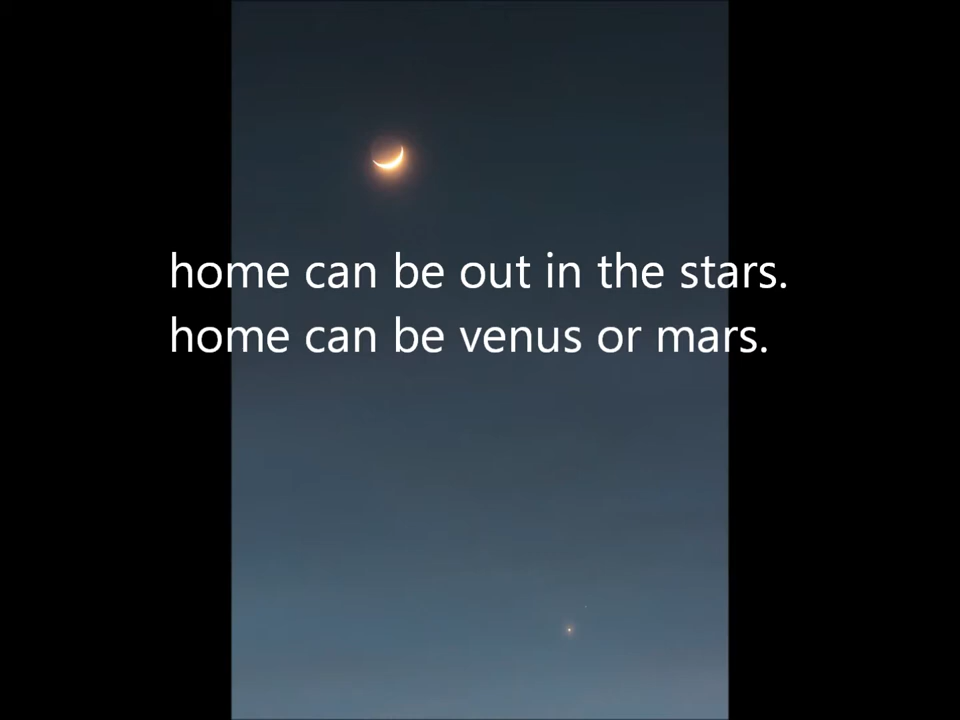 home can be out in the stars.
home can be venus or mars.